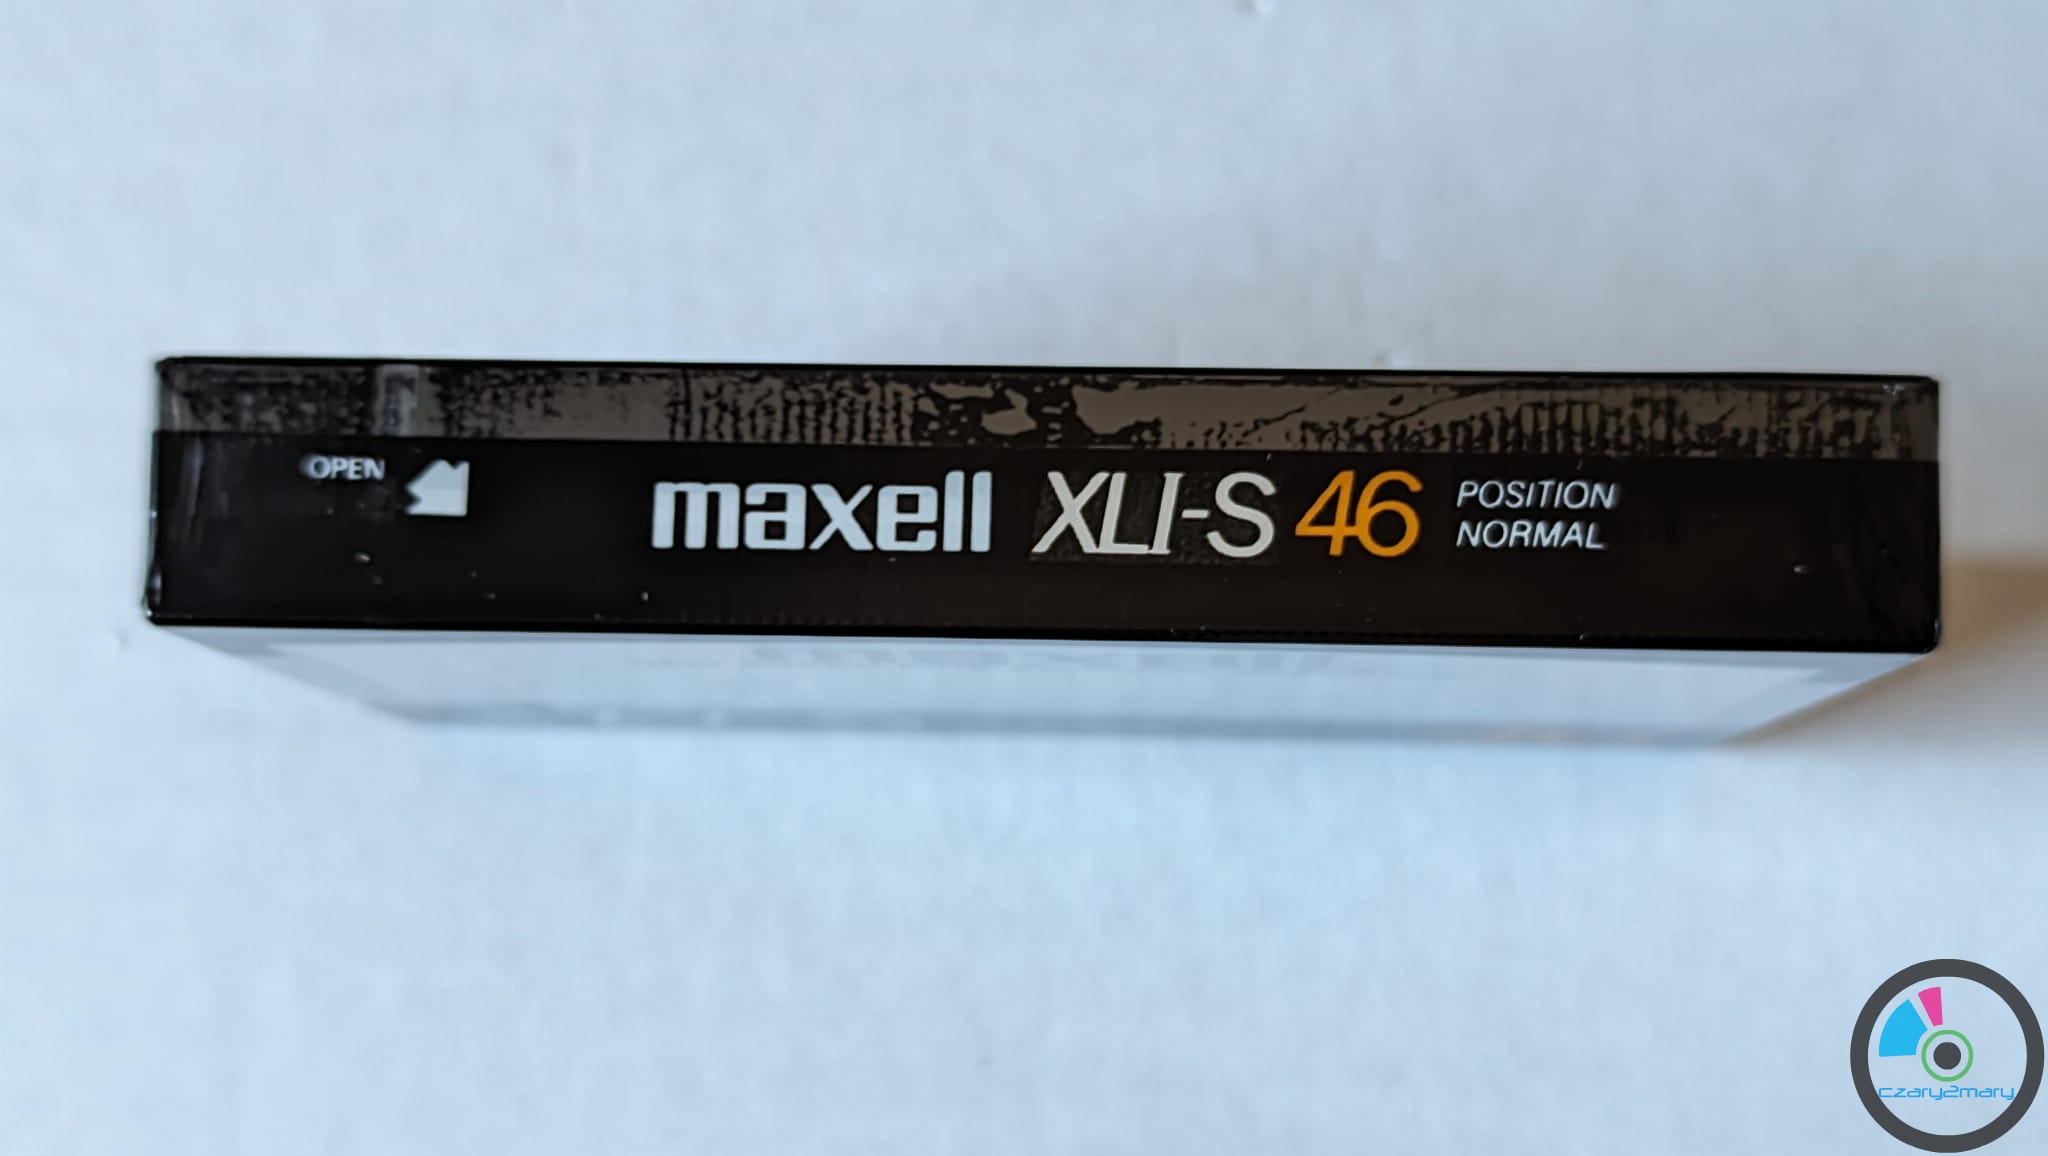 OPEN
maxell XLI-S 46 POSITION
NORMAL
czary2mary